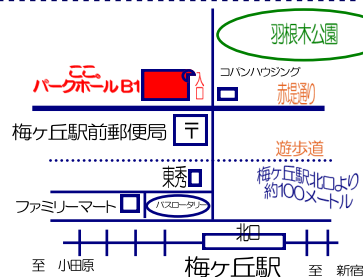 羽根木公園
ここ。
パークホールB1
入口
コパンハウジング
赤堤通り
梅ヶ丘駅前郵便局
〒
遊歩道
東秀
梅ヶ丘駅北口より
約100メートル
ファミリーマート
バスロータリー
北口
至 小田原
梅ヶ丘駅
至 新宿